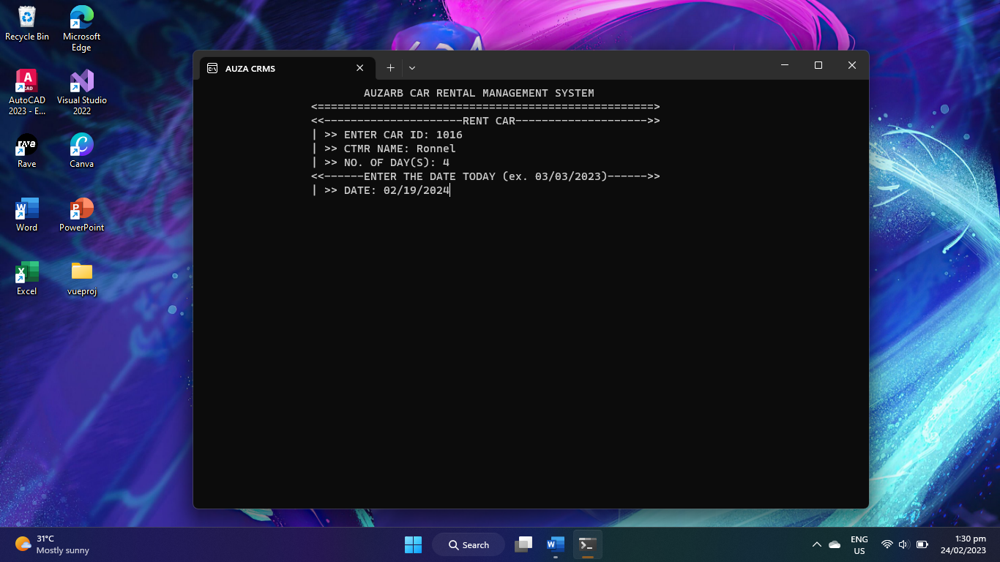 Recycle Bin
Microsoft
Edge
AutoCAD
2023 - E...
Visual Studio
2022
Rave
Canva
Word
PowerPoint
Excel
vueproj
AUZA CRMS
AUZARB CAR RENTAL MANAGEMENT SYSTEM
<===================================================>
<<---------------------RENT CAR-------------------->>
| >> ENTER CAR ID: 1016
| >> CTMR NAME: Ronnel
| >> NO. OF DAY(S): 4
<<------ENTER THE DATE TODAY (ex. 03/03/2023)------>>
| >> DATE: 02/19/2024
31°C
Mostly sunny
Search
ENG
US
1:30 pm
24/02/2023